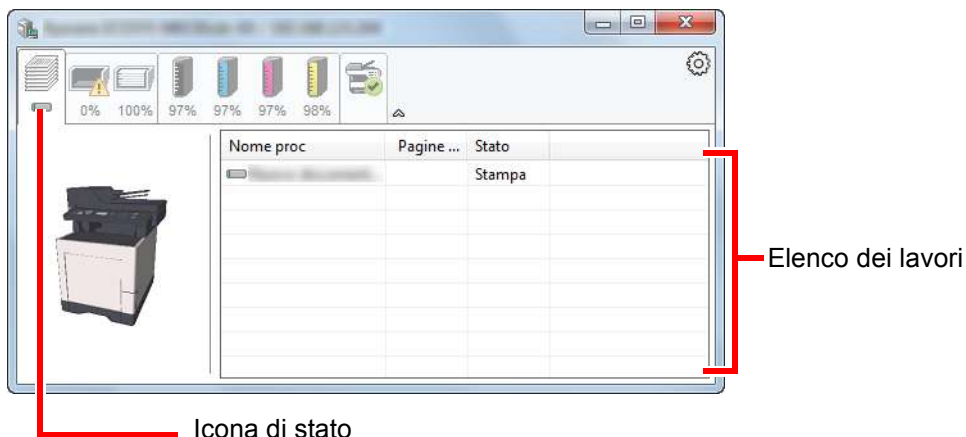 0% 100% 97% 97% 97% 98%
Nome proc Pagine ... Stato
Stampa
Elenco dei lavori
Icona di stato